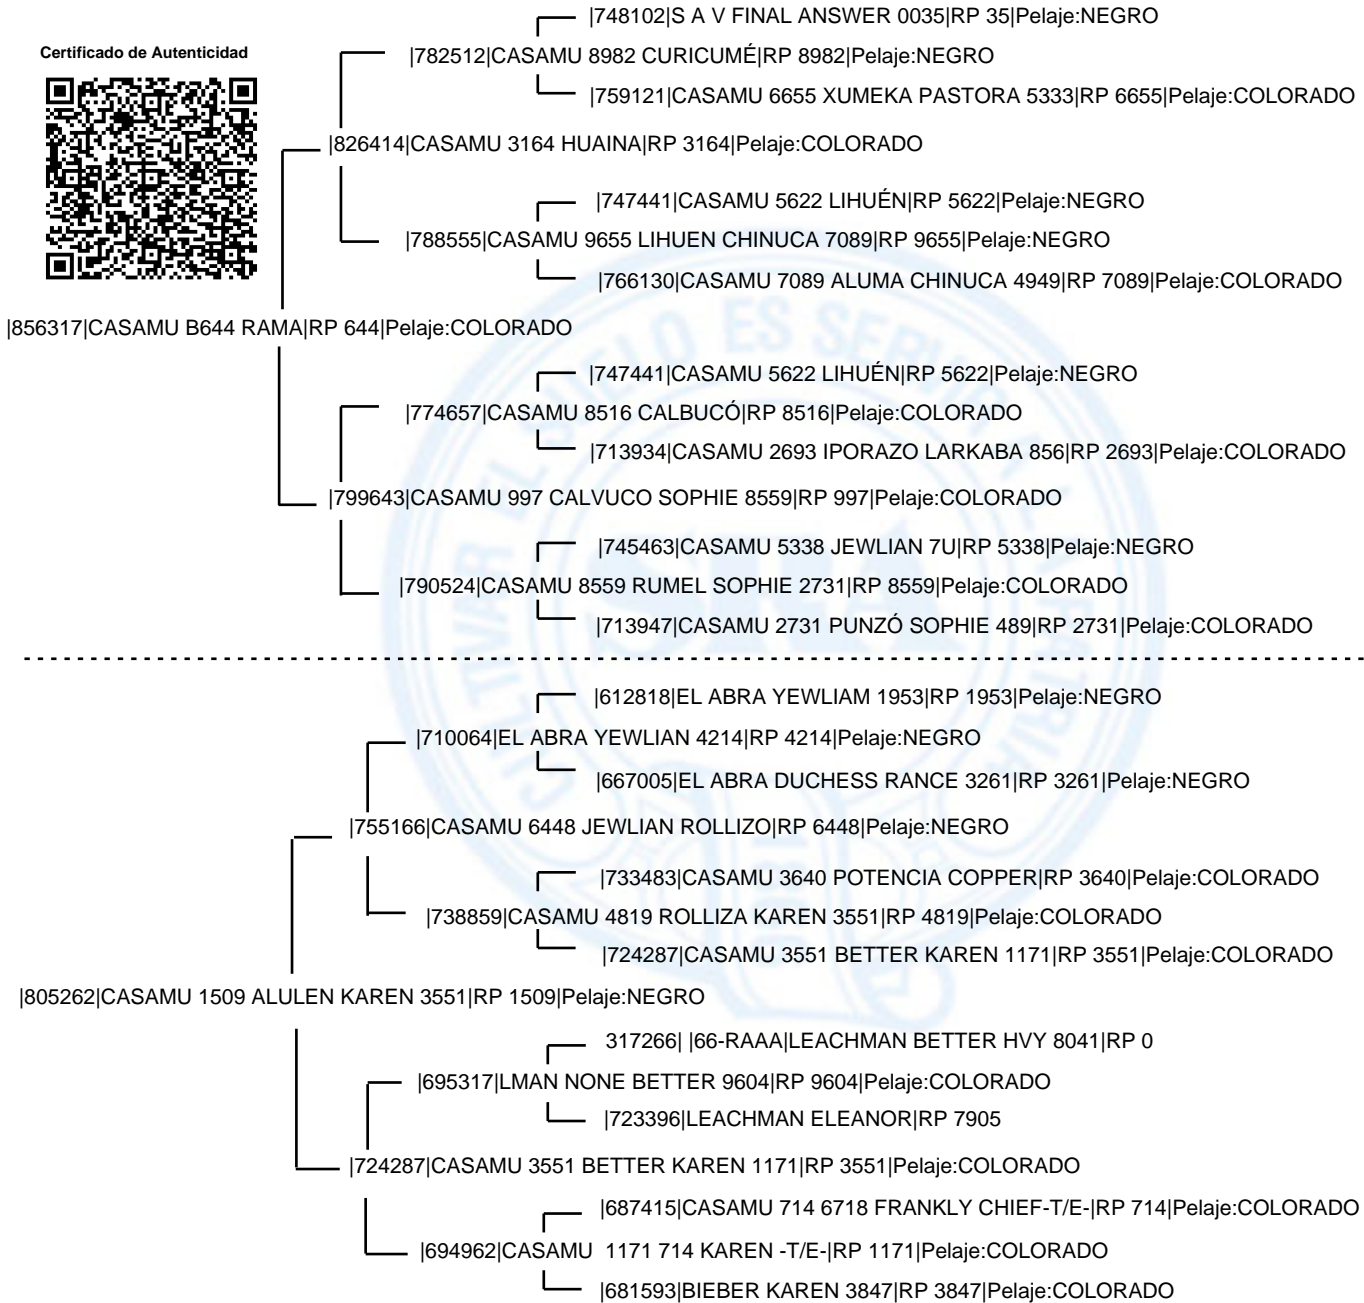 |748102|S A V FINAL ANSWER 0035|RP 35|Pelaje:NEGRO
Certificado de Autenticidad
|782512|CASAMU 8982 CURICUMÉ|RP 8982|Pelaje:NEGRO
|759121|CASAMU 6655 XUMEKA PASTORA 5333|RP 6655|Pelaje:COLORADO
|826414|CASAMU 3164 HUAINA|RP 3164|Pelaje:COLORADO
|747441|CASAMU 5622 LIHUÉN|RP 5622|Pelaje:NEGRO
|788555|CASAMU 9655 LIHUEN CHINUCA 7089|RP 9655|Pelaje:NEGRO
|766130|CASAMU 7089 ALUMA CHINUCA 4949|RP 7089|Pelaje:COLORADO
|856317|CASAMU B644 RAMA|RP 644|Pelaje:COLORADO
|747441|CASAMU 5622 LIHUÉN|RP 5622|Pelaje:NEGRO
|774657|CASAMU 8516 CALBUCÓ|RP 8516|Pelaje:COLORADO
|713934|CASAMU 2693 IPORAZO LARKABA 856|RP 2693|Pelaje:COLORADO
|799643|CASAMU 997 CALVUCO SOPHIE 8559|RP 997|Pelaje:COLORADO
|745463|CASAMU 5338 JEWLIAN 7U|RP 5338|Pelaje:NEGRO
|790524|CASAMU 8559 RUMEL SOPHIE 2731|RP 8559|Pelaje:COLORADO
|713947|CASAMU 2731 PUNZÓ SOPHIE 489|RP 2731|Pelaje:COLORADO
|612818|EL ABRA YEWLIAM 1953|RP 1953|Pelaje:NEGRO
|710064|EL ABRA YEWLIAN 4214|RP 4214|Pelaje:NEGRO
|667005|EL ABRA DUCHESS RANCE 3261|RP 3261|Pelaje:NEGRO
|755166|CASAMU 6448 JEWLIAN ROLLIZO|RP 6448|Pelaje:NEGRO
|733483|CASAMU 3640 POTENCIA COPPER|RP 3640|Pelaje:COLORADO
|738859|CASAMU 4819 ROLLIZA KAREN 3551|RP 4819|Pelaje:COLORADO
|724287|CASAMU 3551 BETTER KAREN 1171|RP 3551|Pelaje:COLORADO
|805262|CASAMU 1509 ALULEN KAREN 3551|RP 1509|Pelaje:NEGRO
317266| |66-RAAA|LEACHMAN BETTER HVY 8041|RP 0
|695317|LMAN NONE BETTER 9604|RP 9604|Pelaje:COLORADO
|723396|LEACHMAN ELEANOR|RP 7905
|724287|CASAMU 3551 BETTER KAREN 1171|RP 3551|Pelaje:COLORADO
|687415|CASAMU 714 6718 FRANKLY CHIEF-T/E-|RP 714|Pelaje:COLORADO
|694962|CASAMU  1171 714 KAREN -T/E-|RP 1171|Pelaje:COLORADO
|681593|BIEBER KAREN 3847|RP 3847|Pelaje:COLORADO
CULTIVAR EL SUELO ES SERVIR A LA PATRIA
SRA
1866